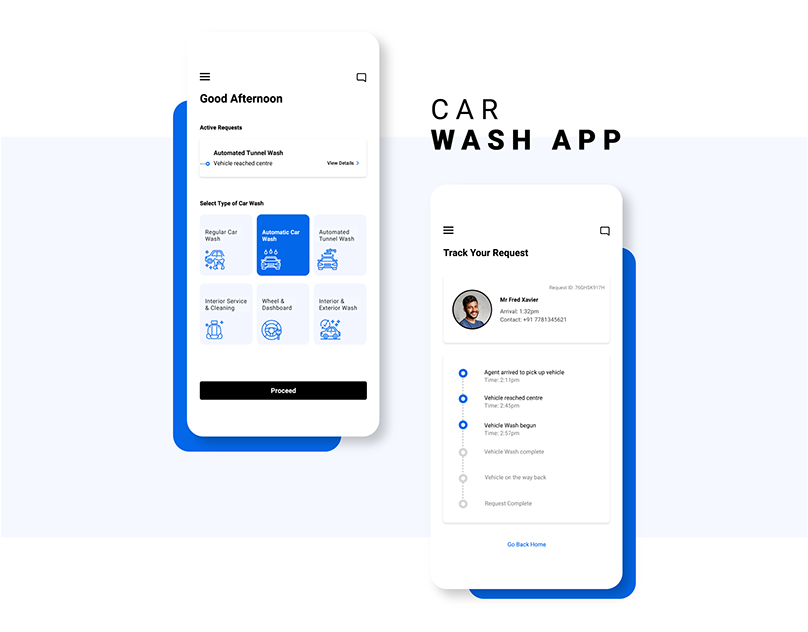 CAR
WASH APP
Good Afternoon
Active Requests
Automated Tunnel Wash
Vehicle reached centre
View Details >
Select Type of Car Wash
Regular Car
Wash
Automatic Car
Wash
Automated
Tunnel Wash
Interior Service
& Cleaning
Wheel &
Dashboard
Interior &
Exterior Wash
Proceed
Track Your Request
Request ID: 7GGHSK917H
Mr Fred Xavier
Arrival: 1:32pm
Contact: +91 7781345621
Agent arrived to pick up vehicle
Time: 2:11pm
Vehicle reached centre
Time: 2:45pm
Vehicle Wash begun
Time: 2:57pm
Vehicle Wash complete
Vehicle on the way back
Request Complete
Go Back Home